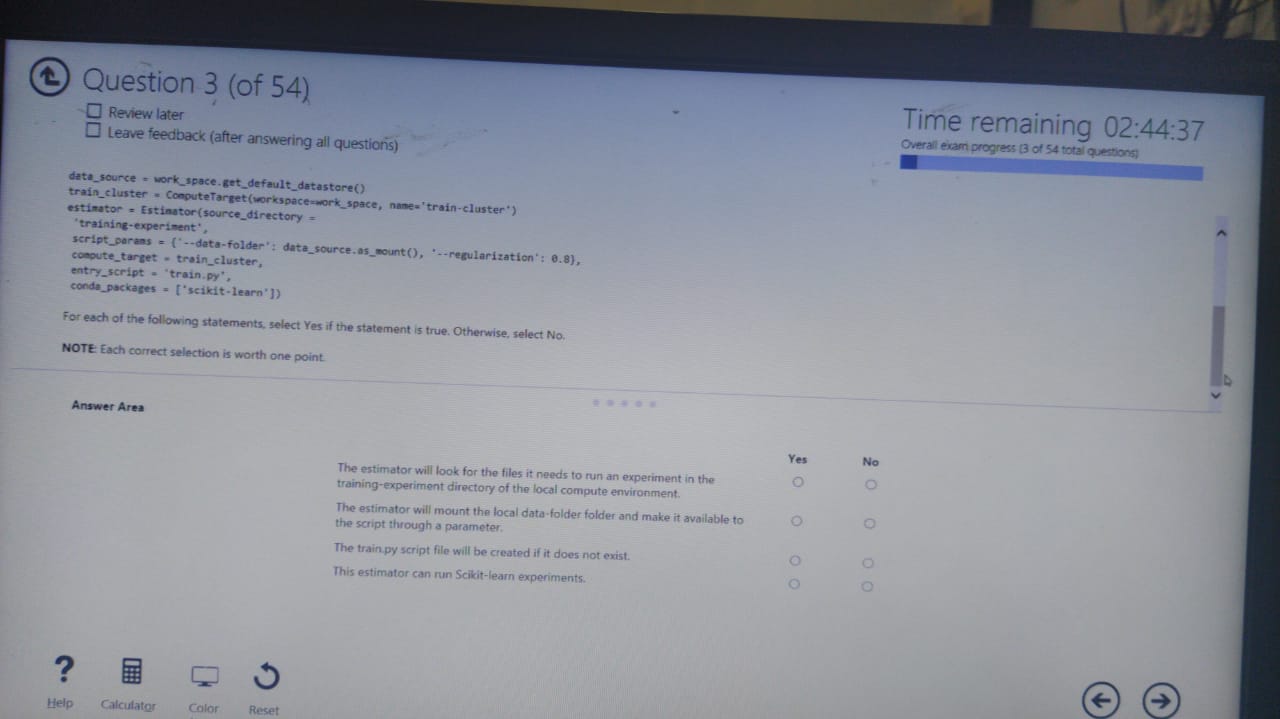 Question 3 (of 54)
Review later
Leave feedback (after answering all questions)
Time remaining 02:44:37
Overall exam progress (3 of 54 total questions)
data_source = work_space.get_default_datastore()
train_cluster = ComputeTarget(workspace=work_space, name='train-cluster')
estimator = Estimator(source_directory =
'training-experiment',
script_params = {'--data-folder': data_source.as_mount(), '--regularization': 0.8},
compute_target = train_cluster,
entry_script = 'train.py',
conda_packages = ['scikit-learn'])
For each of the following statements, select Yes if the statement is true. Otherwise, select No.
NOTE: Each correct selection is worth one point.
Answer Area
Yes No
The estimator will look for the files it needs to run an experiment in the
training-experiment directory of the local compute environment.
The estimator will mount the local data-folder folder and make it available to
the script through a parameter.
The train.py script file will be created if it does not exist.
This estimator can run Scikit-learn experiments.
Help
Calculator
Color
Reset